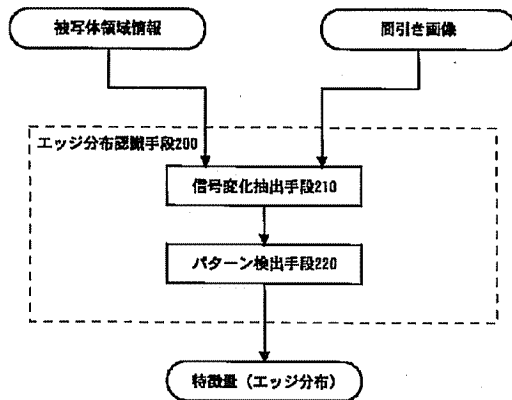 被写体領域情報
間引き画像
エッジ分布認識手段200
信号変化抽出手段210
パターン検出手段220
特徴量（エッジ分布）